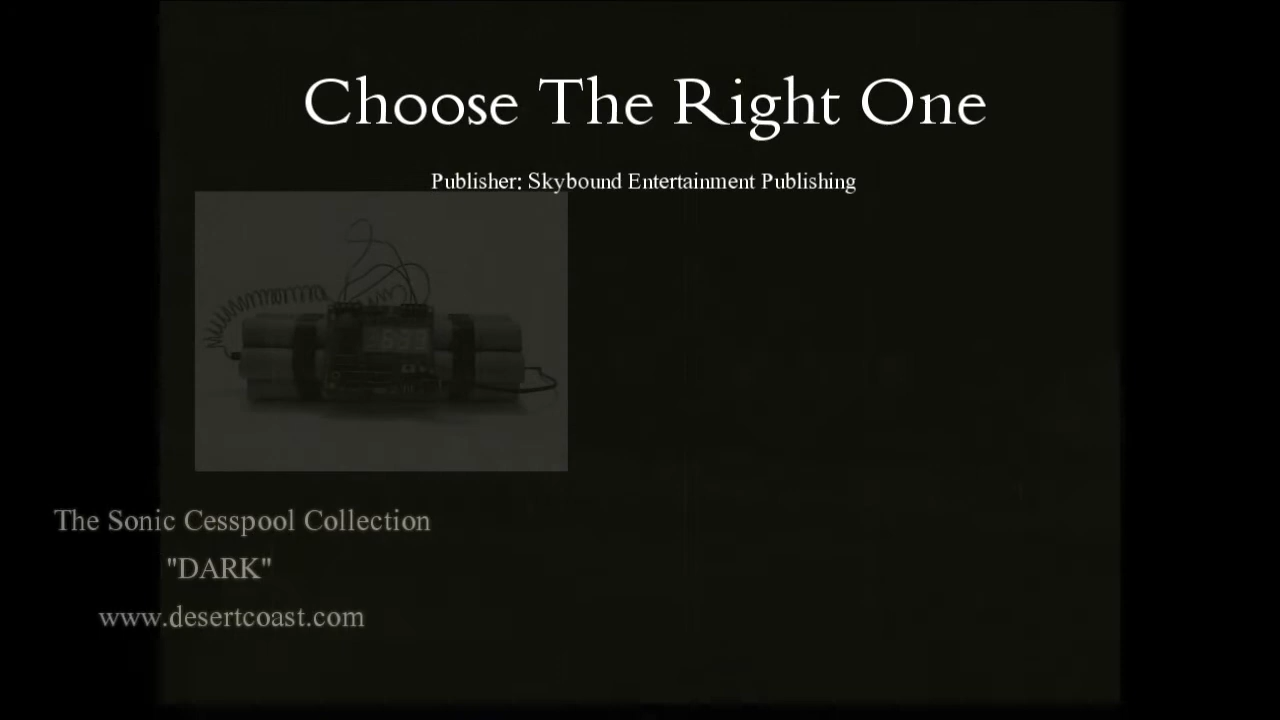 Choose The Right One
Publisher: Skybound Entertainment Publishing
The Sonic Cesspool Collection
"DARK"
www.desertcoast.com